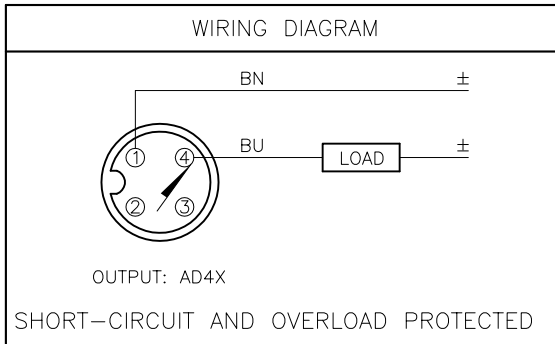 WIRING DIAGRAM
BN ±
1 4 BU LOAD ±
2 3
OUTPUT: AD4X
SHORT-CIRCUIT AND OVERLOAD PROTECTED